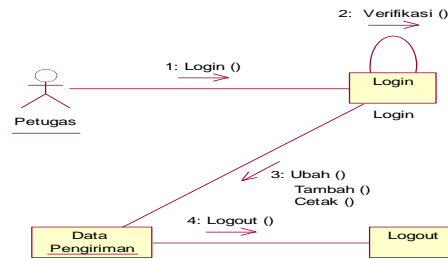 2: Verifikasi ()
1: Login ()
Login
Petugas
Login
3: Ubah ()
Tambah ()
Cetak ()
4: Logout ()
Data
Pengiriman
Logout